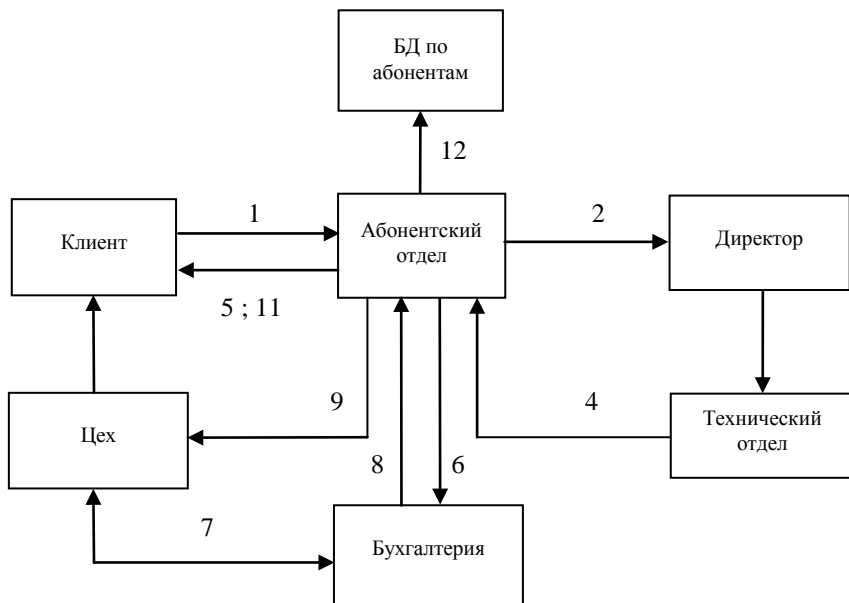 БД по
абонентам
12
Клиент
1
Абонентский
отдел
2
Директор
5 ; 11
Цех
9
4
Технический
отдел
8
6
7
Бухгалтерия